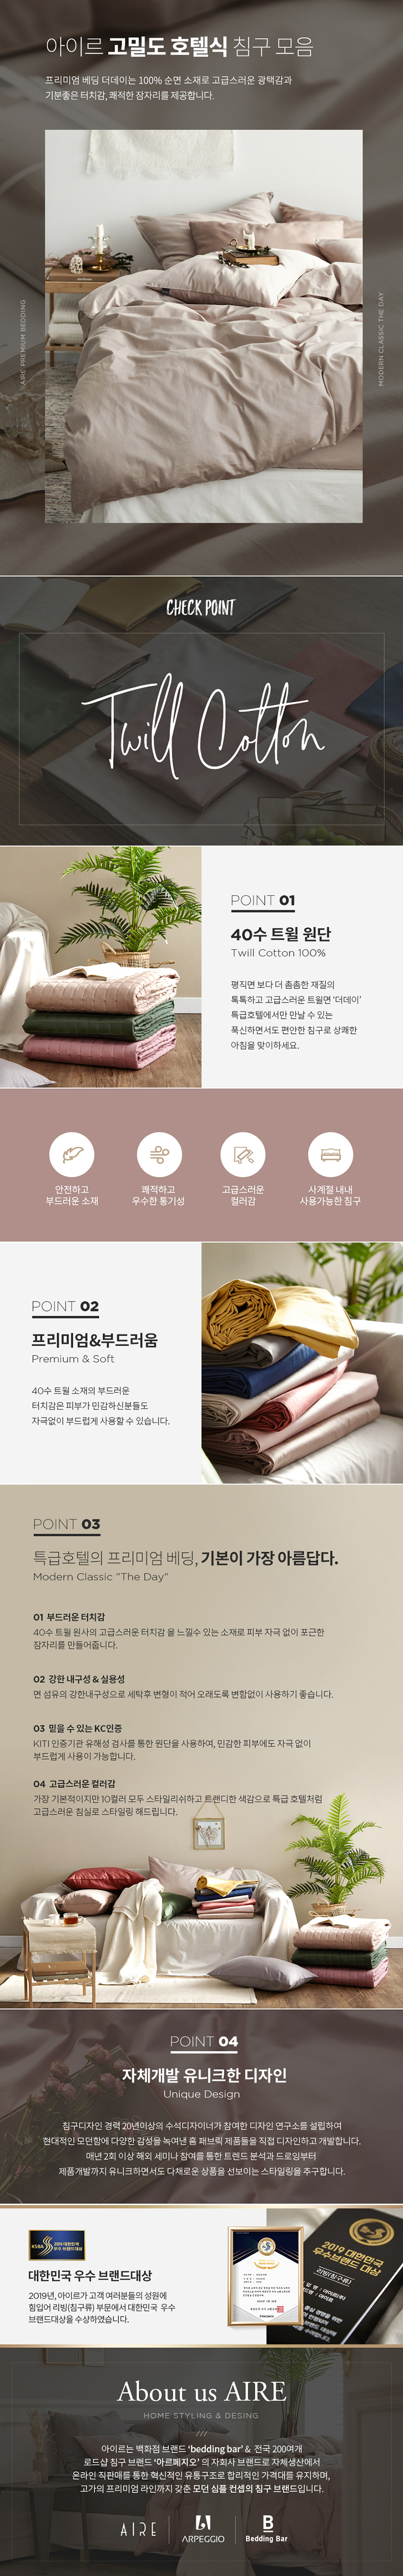 아이르 고밀도 호텔식 침구 모음
프리미엄 베딩 더데이는 100% 순면 소재로 고급스러운 광택감과
기분좋은 터치감, 쾌적한 잠자리를 제공합니다.
AIRE PREMIUM BEDDING
MODERN CLASSIC THE DAY
CHECK POINT
Twill Cotton
POINT 01
40수 트윌 원단
Twill Cotton 100%
평직면 보다 더 촘촘한 재질의
톡톡하고 고급스러운 트윌면 '더데이'
특급호텔에서만 만날 수 있는
푹신하면서도 편안한 침구로 상쾌한
아침을 맞이하세요.
안전하고
부드러운 소재
쾌적하고
우수한 통기성
고급스러운
컬러감
사계절 내내
사용가능한 침구
POINT 02
프리미엄&부드러움
Premium & Soft
40수 트윌 소재의 부드러운
터치감은 피부가 민감하신분들도
자극없이 부드럽게 사용할 수 있습니다.
POINT 03
특급호텔의 프리미엄 베딩, 기본이 가장 아름답다.
Modern Classic "The Day"
01 부드러운 터치감
40수 트윌 원사의 고급스러운 터치감 을 느낄수 있는 소재로 피부 자극 없이 포근한
잠자리를 만들어줍니다.
02 강한 내구성 & 실용성
면 섬유의 강한내구성으로 세탁후 변형이 적어 오래도록 변함없이 사용하기 좋습니다.
03 믿을 수 있는 KC인증
KITI 인증기관 유해성 검사를 통한 원단을 사용하여, 민감한 피부에도 자극 없이
부드럽게 사용이 가능합니다.
04 고급스러운 컬러감
가장 기본적이지만 10컬러 모두 스타일리쉬하고 트랜디한 색감으로 특급 호텔처럼
고급스러운 침실로 스타일링 해드립니다.
POINT 04
자체개발 유니크한 디자인
Unique Design
침구디자인 경력 20년이상의 수석디자이너가 참여한 디자인 연구소를 설립하여
현대적인 모던함에 다양한 감성을 녹여낸 홈 패브릭 제품들을 직접 디자인하고 개발합니다.
매년 2회 이상 해외 세미나 참여를 통한 트렌드 분석과 드로잉부터
제품개발까지 유니크하면서도 다채로운 상품을 선보이는 스타일링을 추구합니다.
KSBA 2019 대한민국
우수 브랜드대상
대한민국 우수 브랜드대상
2019년, 아이르가 고객 여러분들의 성원에
힘입어 리빙(침구류) 부문에서 대한민국 우수
브랜드대상을 수상하였습니다.
2019 대한민국
우수브랜드 대상
About us AIRE
HOME STYLING & DESING
아이르는 백화점 브랜드 'bedding bar' & 전국 200여개
로드샵 침구 브랜드 '아르페지오' 의 자회사 브랜드로 자체생산에서
온라인 직판매를 통한 혁신적인 유통구조로 합리적인 가격대를 유지하며,
고가의 프리미엄 라인까지 갖춘 모던 심플 컨셉의 침구 브랜드입니다.
AIRE
ARPEGGIO
B
Bedding Bar